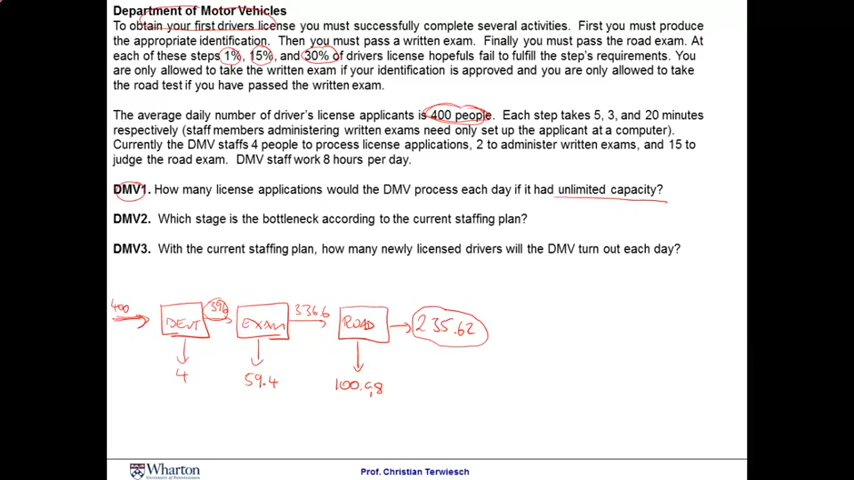 Department of Motor Vehicles
To obtain your first drivers license you must successfully complete several activities. First you must produce
the appropriate identification. Then you must pass a written exam. Finally you must pass the road exam. At
each of these steps 1%, 15%, and 30% of drivers license hopefuls fail to fulfill the step's requirements. You
are only allowed to take the written exam if your identification is approved and you are only allowed to take
the road test if you have passed the written exam.
The average daily number of driver's license applicants is 400 people. Each step takes 5, 3, and 20 minutes
respectively (staff members administering written exams need only set up the applicant at a computer).
Currently the DMV staffs 4 people to process license applications, 2 to administer written exams, and 15 to
judge the road exam. DMV staff work 8 hours per day.
DMV1. How many license applications would the DMV process each day if it had unlimited capacity?
DMV2. Which stage is the bottleneck according to the current staffing plan?
DMV3. With the current staffing plan, how many newly licensed drivers will the DMV turn out each day?
400 396 336.6
EXAM ROAD 235.62
4 59.4 100.98
Wharton
Prof. Christian Terwiesch